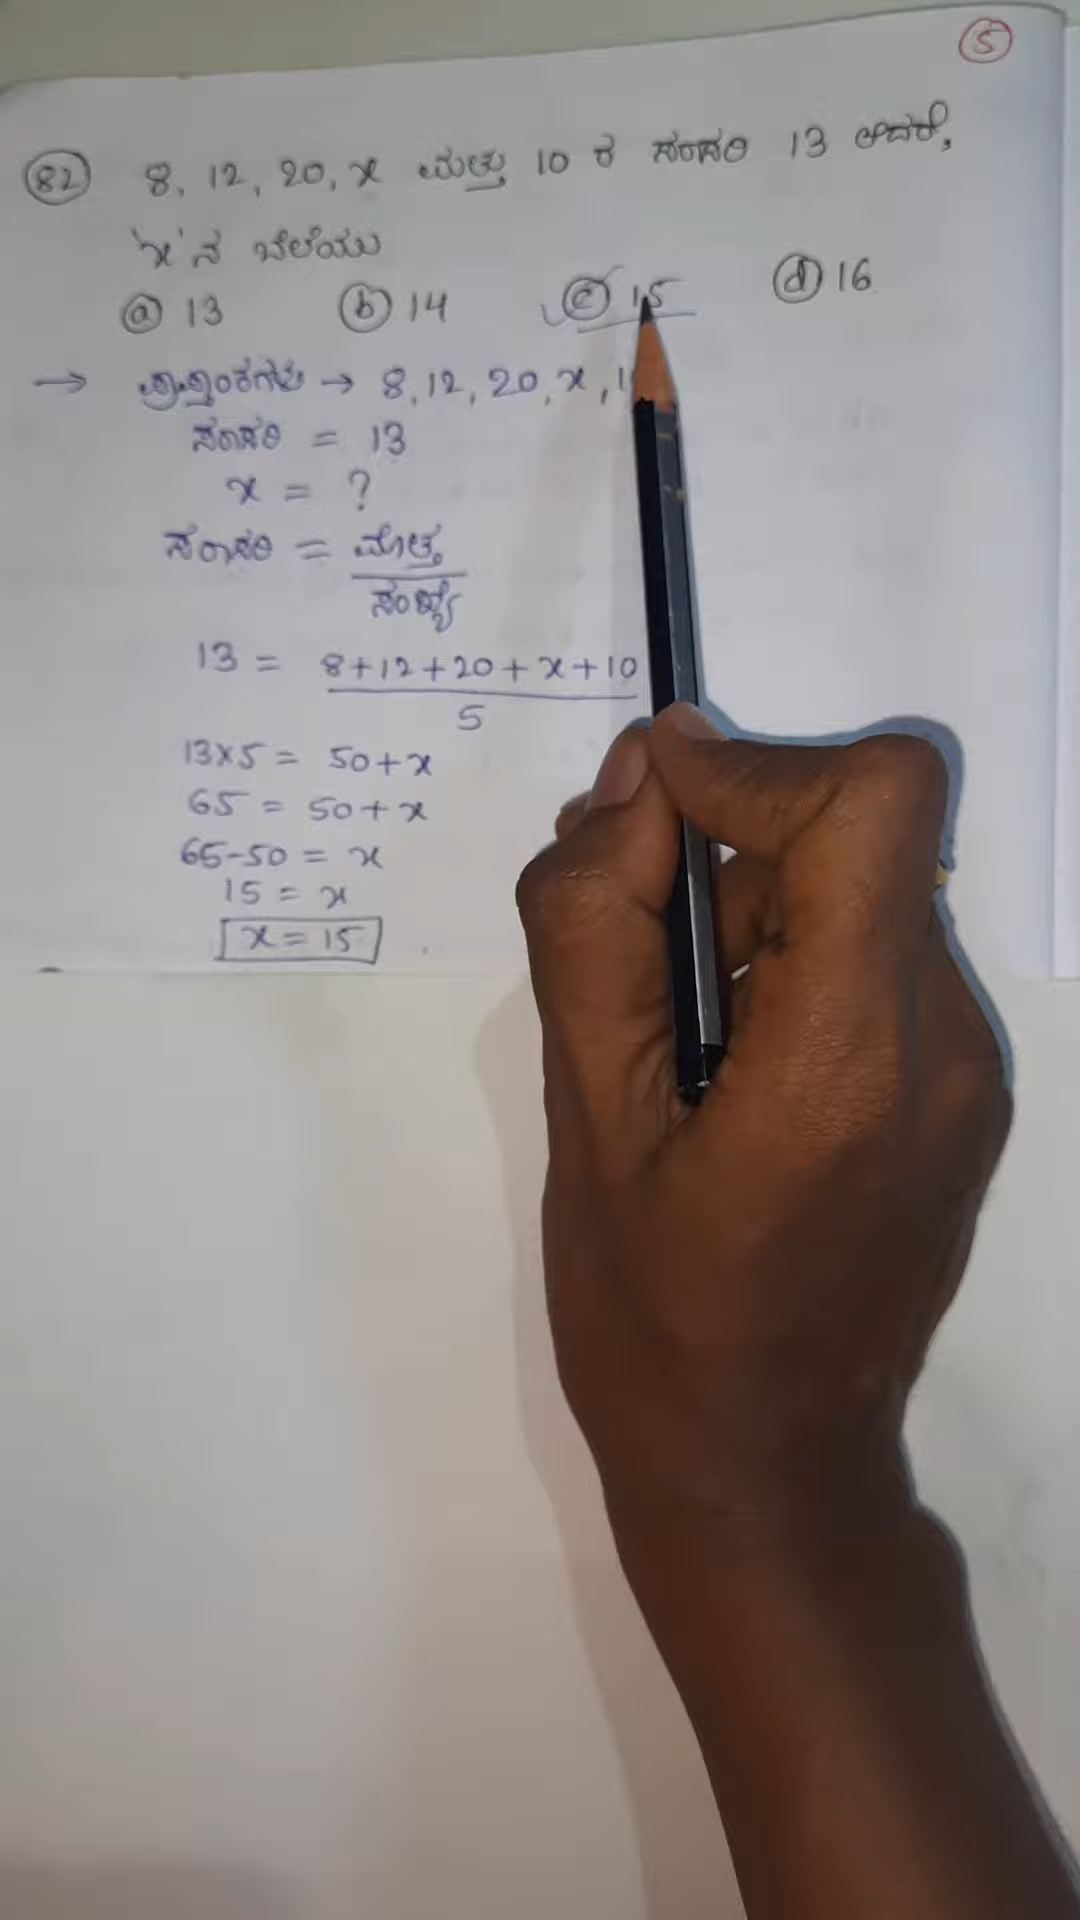 5
82 8, 12, 20, x ಮತ್ತು 10 ರ ಸರಾಸರಿ 13 ಆದರೆ,
'x' ನ ಬೆಲೆಯು
a 13 b 14 c 15 d 16
→ ಪ್ರಾಪ್ತಾಂಕಗಳು → 8, 12, 20, x,
ಸರಾಸರಿ = 13
x = ?
ಸರಾಸರಿ = ಮೊತ್ತ
ಸಂಖ್ಯೆ
13 = 8+12+20+x+10
5
13×5 = 50+x
65 = 50+x
65-50 = x
15 = x
x = 15